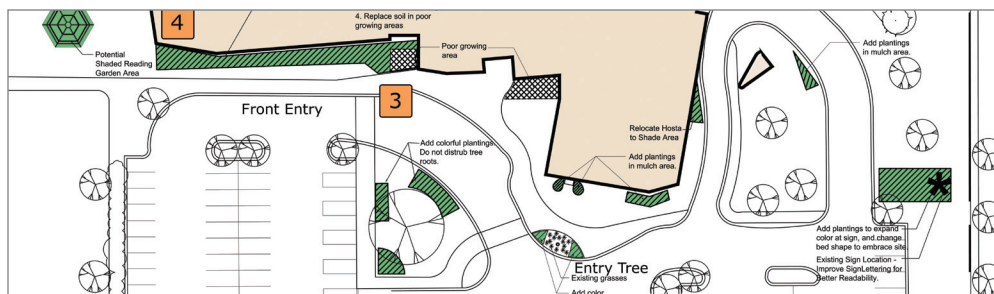 4
4. Replace soil in poor
growing areas
Potential
Shaded Reading
Garden Area
Poor growing
area
Add plantings
in mulch area.
3
Front Entry
Add colorful plantings
Do not distrub tree
roots.
Relocate Hosta
to Shade Area
Add plantings
in mulch area.
Add plantings to expand
color at sign, and change
bed shape to embrace site.
Existing Sign Location -
Improve SignLettering for
Better Readability.
Entry Tree
Existing grasses
Add color